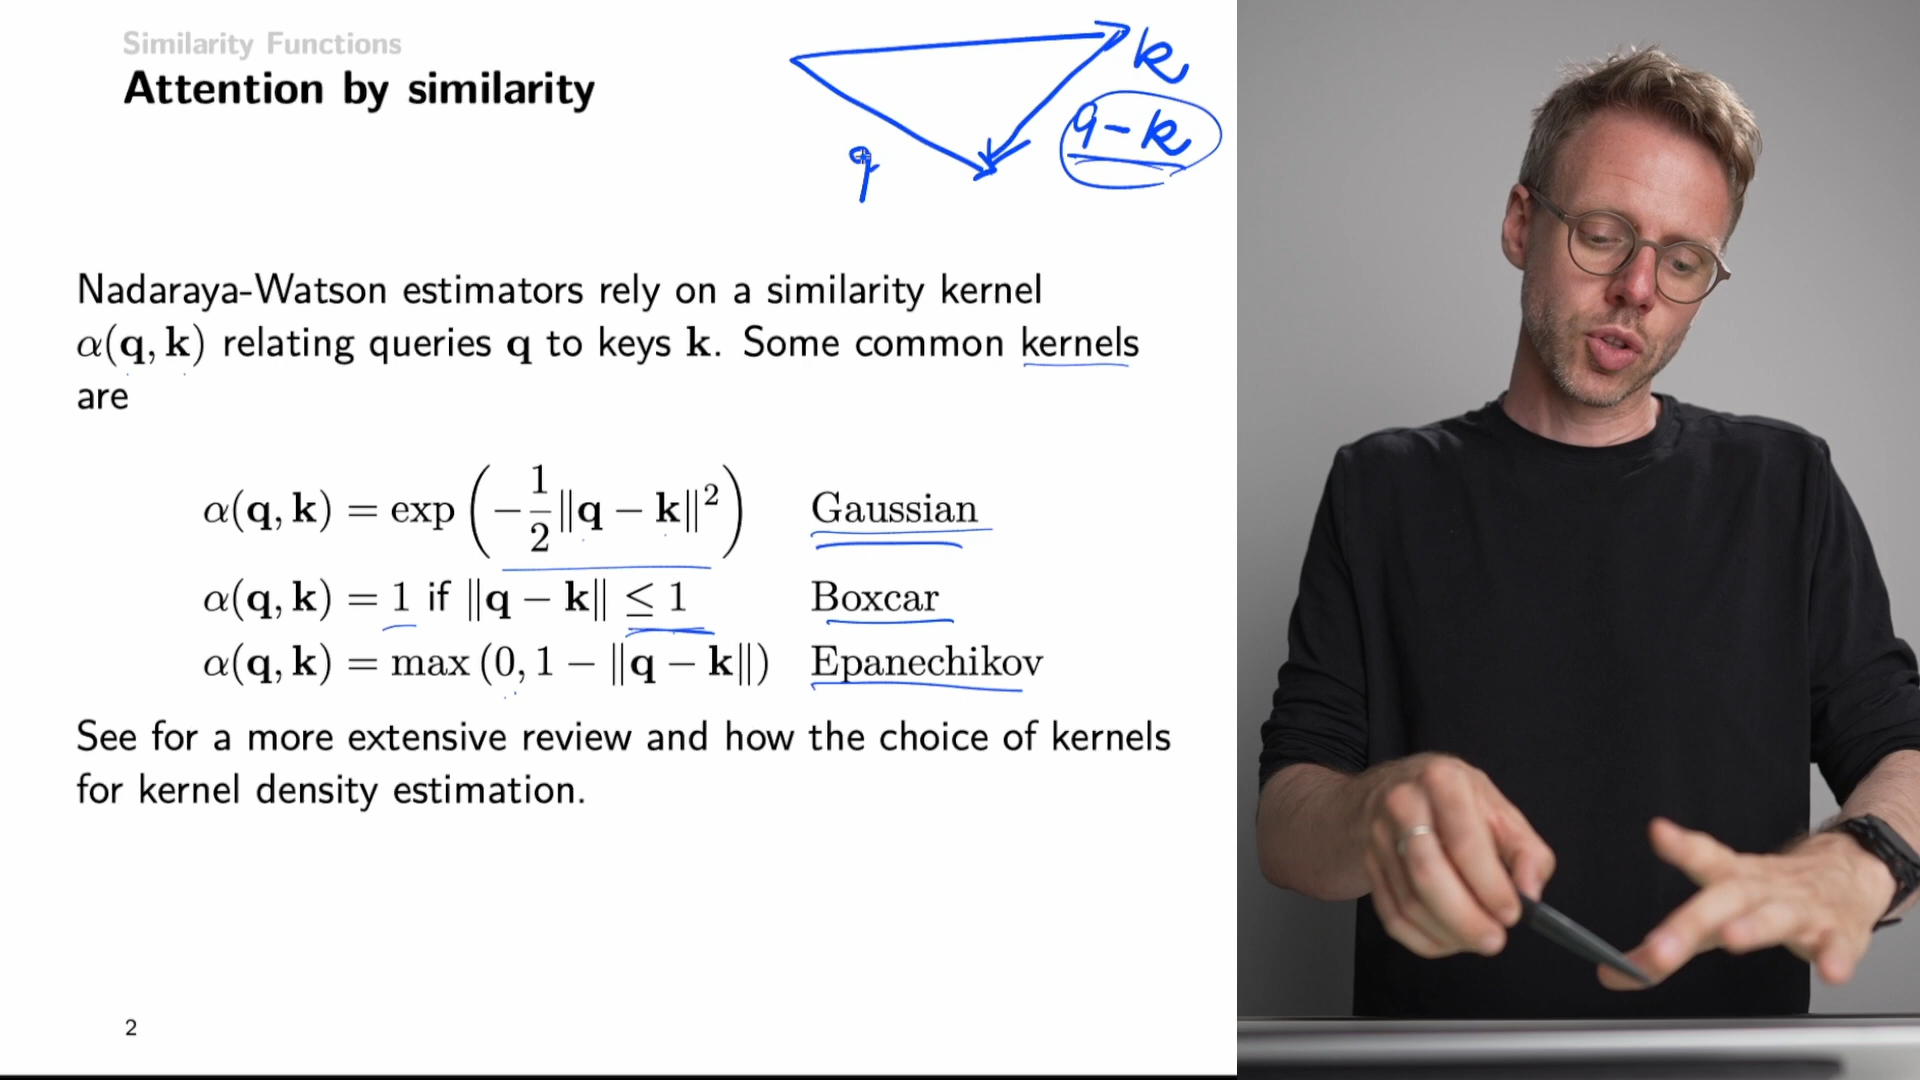 Similarity Functions
Attention by similarity
k
q-k
q
Nadaraya-Watson estimators rely on a similarity kernel
α(q, k) relating queries q to keys k. Some common kernels
are
α(q, k) = exp(−1/2‖q − k‖²) Gaussian
α(q, k) = 1 if ‖q − k‖ ≤ 1 Boxcar
α(q, k) = max (0, 1 − ‖q − k‖) Epanechikov
See for a more extensive review and how the choice of kernels
for kernel density estimation.
2